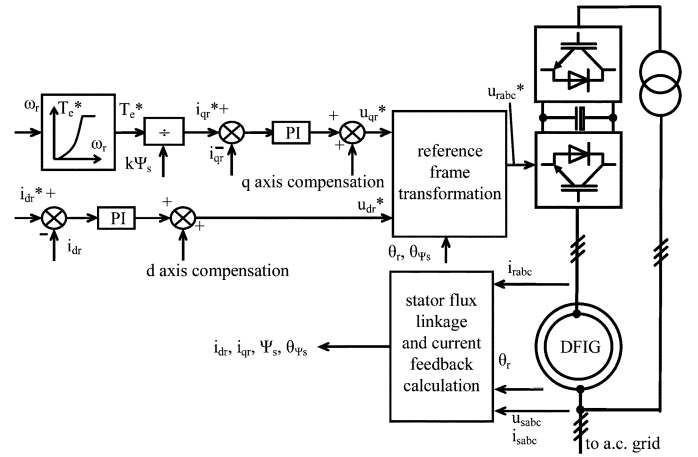 ωr
Te*
ωr
Te*
÷
kΨs
iqr*+
−
iqr
PI
+
+
uqr*
q axis compensation
idr*+
−
idr
PI
+
+
d axis compensation
udr*
reference
frame
transformation
urabc*
θr, θΨs
stator flux
linkage
and current
feedback
calculation
irabc
θr
usabc
isabc
idr, iqr, Ψs, θΨs
DFIG
to a.c. grid